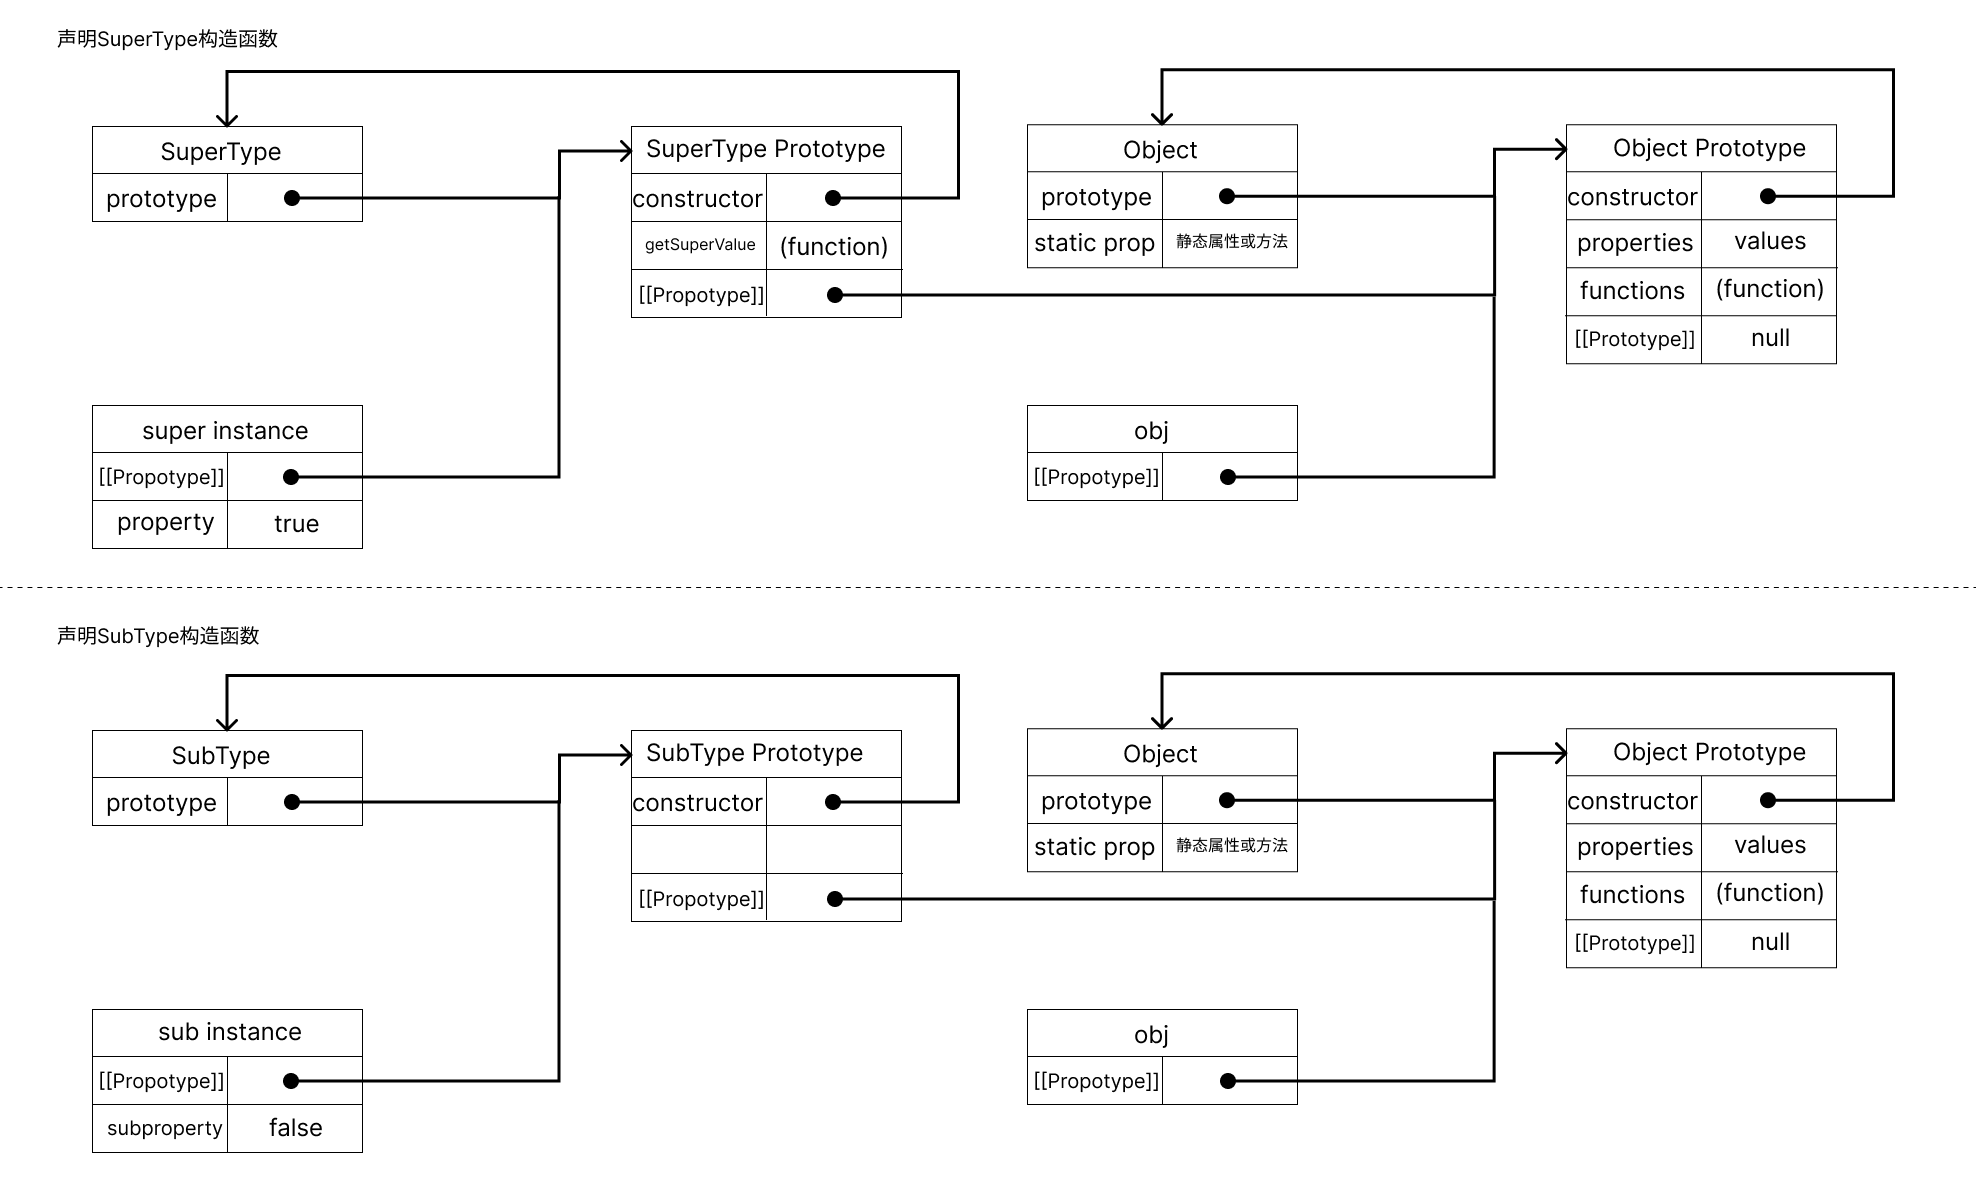 声明SuperType构造函数
SuperType
prototype
SuperType Prototype
constructor
getSuperValue (function)
[[Propotype]]
Object
prototype
static prop 静态属性或方法
Object Prototype
constructor
properties values
functions (function)
[[Prototype]] null
super instance
[[Propotype]]
property true
obj
[[Propotype]]
声明SubType构造函数
SubType
prototype
SubType Prototype
constructor
[[Propotype]]
Object
prototype
static prop 静态属性或方法
Object Prototype
constructor
properties values
functions (function)
[[Prototype]] null
sub instance
[[Propotype]]
subproperty false
obj
[[Propotype]]